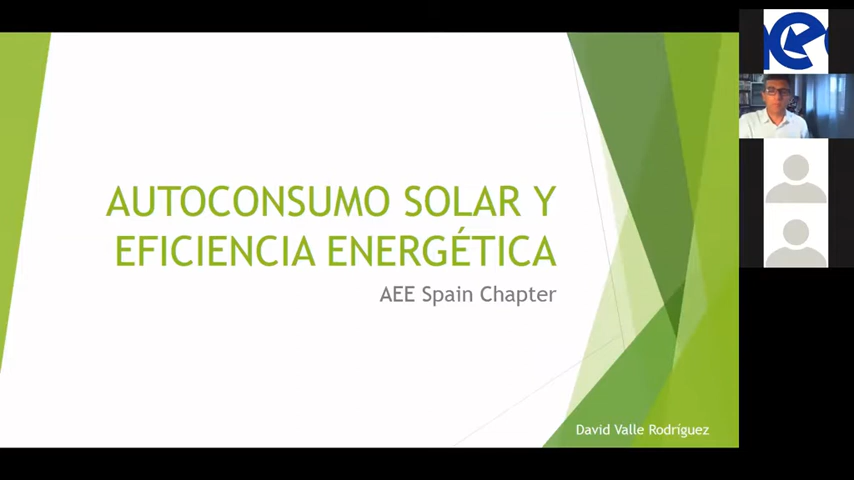 AUTOCONSUMO SOLAR Y
EFICIENCIA ENERGÉTICA
AEE Spain Chapter
David Valle Rodríguez